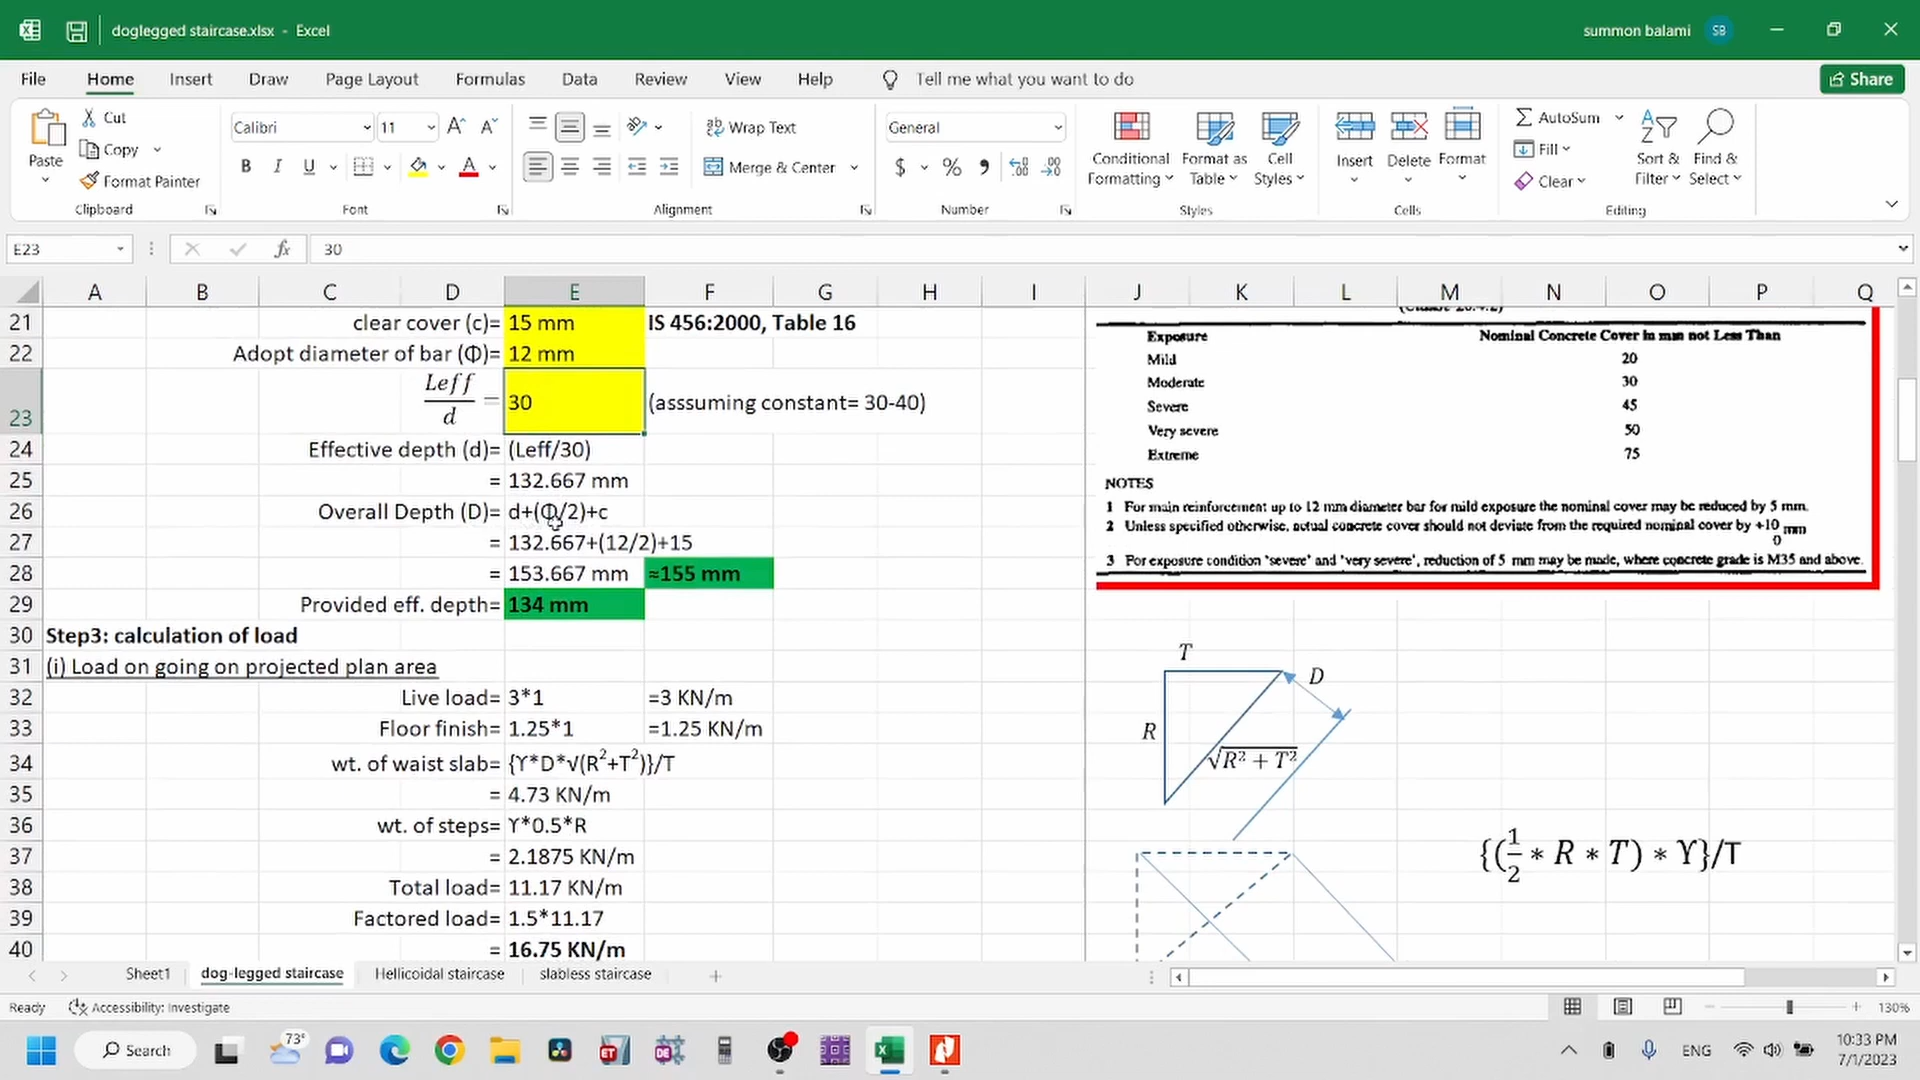 doglegged staircase.xlsx - Excel
summon balami SB
File Home Insert Draw Page Layout Formulas Data Review View Help Tell me what you want to do Share
Paste
Cut
Copy
Format Painter
Clipboard
Calibri 11
B I U
Font
Wrap Text
Merge & Center
Alignment
General
$ %
Number
Conditional Formatting
Format as Table
Cell Styles
Styles
Insert Delete Format
Cells
AutoSum
Fill
Clear
Sort & Filter
Find & Select
Editing
E23 fx 30
A B C D E F G H I J K L M N O P Q
21 clear cover (c)= 15 mm IS 456:2000, Table 16
22 Adopt diameter of bar (Φ)= 12 mm
23 Leff/d = 30 (asssuming constant= 30-40)
24 Effective depth (d)= (Leff/30)
25 = 132.667 mm
26 Overall Depth (D)= d+(Φ/2)+c
27 = 132.667+(12/2)+15
28 = 153.667 mm ≈155 mm
29 Provided eff. depth= 134 mm
30 Step3: calculation of load
31 (i) Load on going on projected plan area
32 Live load= 3*1 =3 KN/m
33 Floor finish= 1.25*1 =1.25 KN/m
34 wt. of waist slab= {ϒ*D*√(R²+T²)}/T
35 = 4.73 KN/m
36 wt. of steps= ϒ*0.5*R
37 = 2.1875 KN/m
38 Total load= 11.17 KN/m
39 Factored load= 1.5*11.17
40 = 16.75 KN/m
Exposure Nominal Concrete Cover in mm not Less Than
Mild 20
Moderate 30
Severe 45
Very severe 50
Extreme 75
NOTES
1 For main reinforcement up to 12 mm diameter bar for mild exposure the nominal cover may be reduced by 5 mm.
2 Unless specified otherwise, actual concrete cover should not deviate from the required nominal cover by +10 mm
0
3 For exposure condition 'severe' and 'very severe', reduction of 5 mm may be made, where concrete grade is M35 and above.
T
D
R
√R² + T²
{(1/2 * R * T) * ϒ}/T
Sheet1 dog-legged staircase Hellicoidal staircase slabless staircase
Ready Accessibility: Investigate 130%
Search 73° ET DE ENG 10:33 PM
7/1/2023